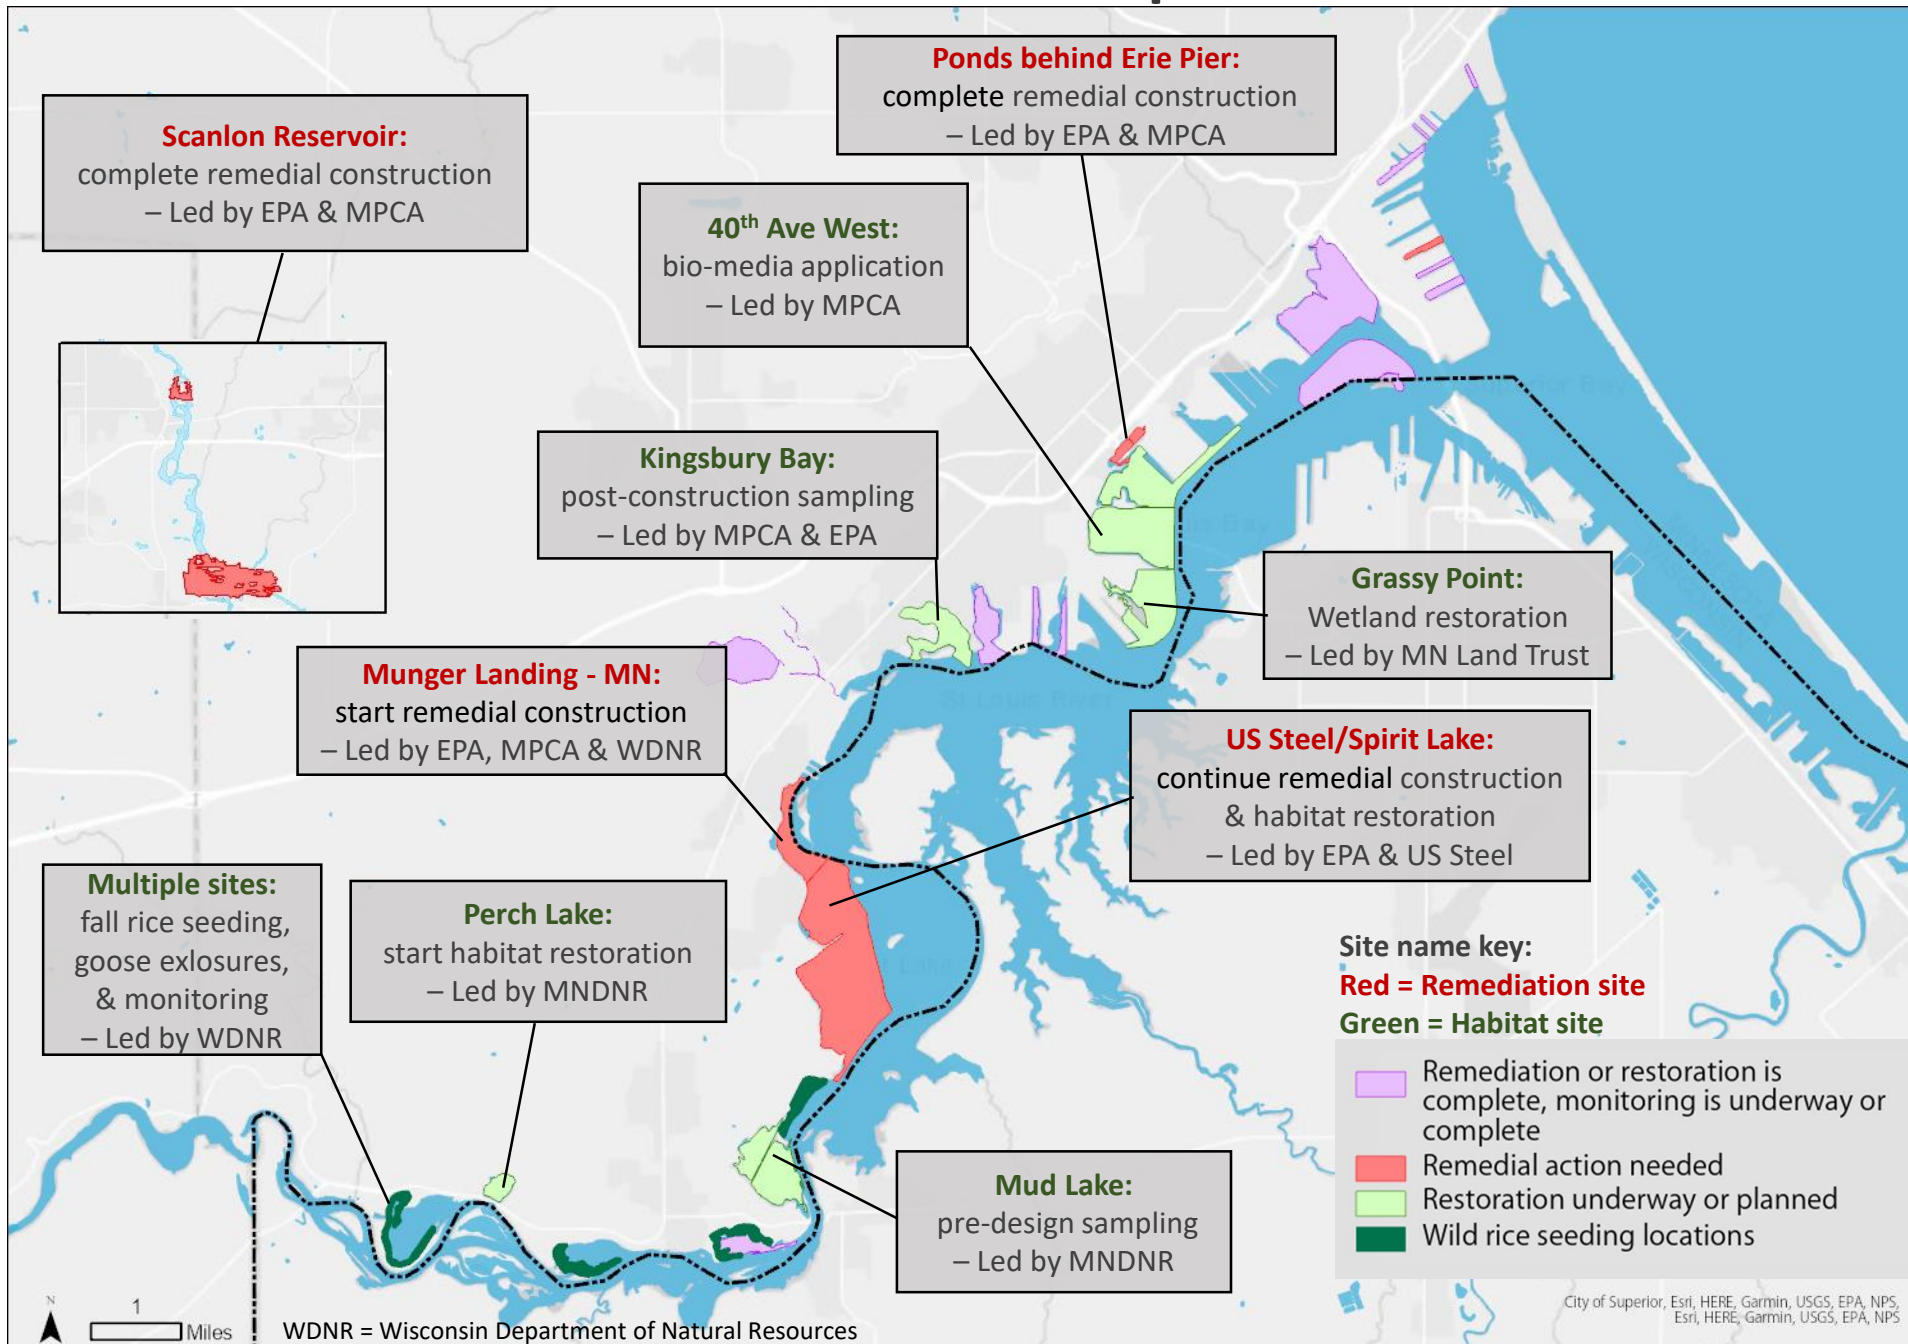 Scanlon Reservoir:
complete remedial construction
– Led by EPA & MPCA
Ponds behind Erie Pier:
complete remedial construction
– Led by EPA & MPCA
40th Ave West:
bio-media application
– Led by MPCA
Kingsbury Bay:
post-construction sampling
– Led by MPCA & EPA
Grassy Point:
Wetland restoration
– Led by MN Land Trust
Munger Landing - MN:
start remedial construction
– Led by EPA, MPCA & WDNR
US Steel/Spirit Lake:
continue remedial construction
& habitat restoration
– Led by EPA & US Steel
Multiple sites:
fall rice seeding,
goose exlosures,
& monitoring
– Led by WDNR
Perch Lake:
start habitat restoration
– Led by MNDNR
Mud Lake:
pre-design sampling
– Led by MNDNR
St Louis River
Superior Bay
MINNESOTA
WISCONSIN
Site name key:
Red = Remediation site
Green = Habitat site
Remediation or restoration is
complete, monitoring is underway or
complete
Remedial action needed
Restoration underway or planned
Wild rice seeding locations
N
1
Miles
WDNR = Wisconsin Department of Natural Resources
City of Superior, Esri, HERE, Garmin, USGS, EPA, NPS,
Esri, HERE, Garmin, USGS, EPA, NPS